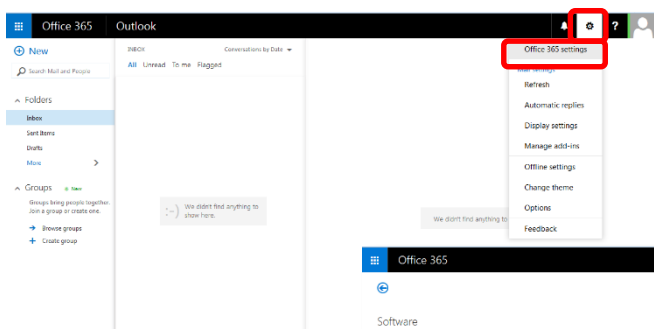 Office 365 Outlook ?
New
Search Mail and People
Folders
Inbox
Sent Items
Drafts
More
Groups New
Groups bring people together.
Join a group or create one.
Browse groups
Create group
INBOX Conversations by Date
All Unread To me Flagged
:-) We didn't find anything to
show here.
We didn't find anything to
Office 365 settings
Mail settings
Refresh
Automatic replies
Display settings
Manage add-ins
Offline settings
Change theme
Options
Feedback
Office 365
Software